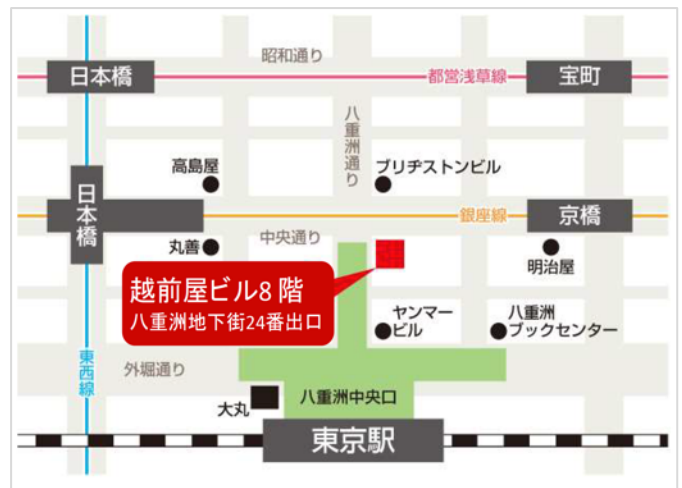 昭和通り
日本橋
都営浅草線
宝町
八重洲通り
高島屋
ブリヂストンビル
日本橋
銀座線
京橋
中央通り
丸善
明治屋
越前屋ビル8階
八重洲地下街24番出口
ヤンマー
ビル
八重洲
ブックセンター
外堀通り
東西線
大丸
八重洲中央口
東京駅